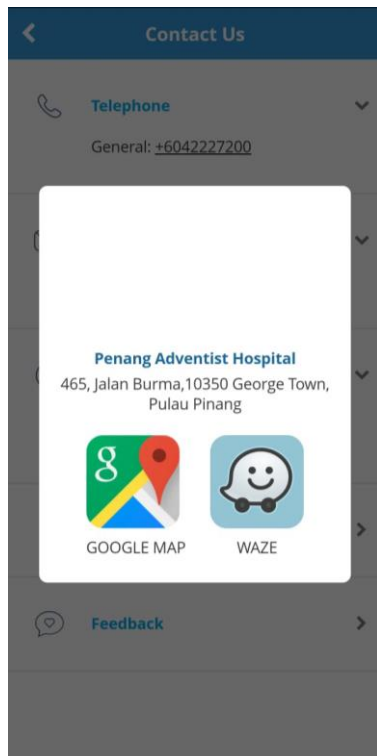 Contact Us
Telephone
General: +6042227200
Penang Adventist Hospital
465, Jalan Burma,10350 George Town,
Pulau Pinang
g
GOOGLE MAP
WAZE
Feedback